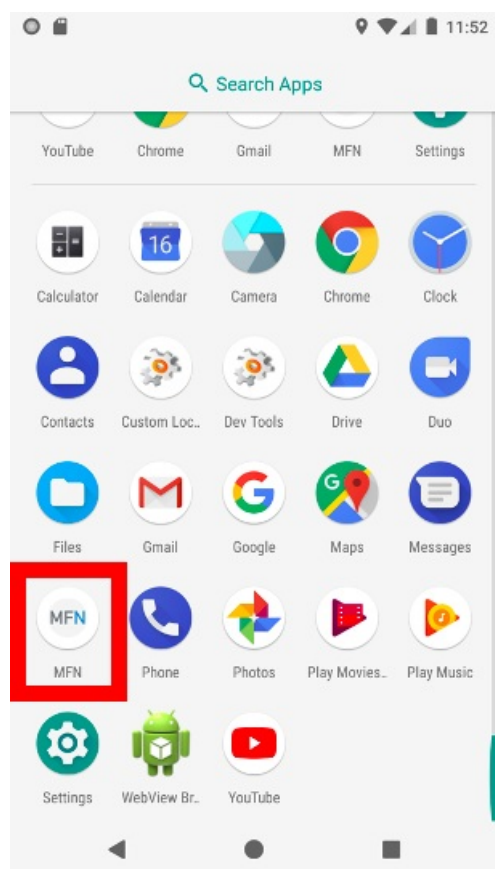 11:52
Search Apps
YouTube Chrome Gmail MFN Settings
16
Calculator Calendar Camera Chrome Clock
Contacts Custom Loc.. Dev Tools Drive Duo
G
G
Files Gmail Google Maps Messages
MFN
MFN Phone Photos Play Movies.. Play Music
Settings WebView Br.. YouTube